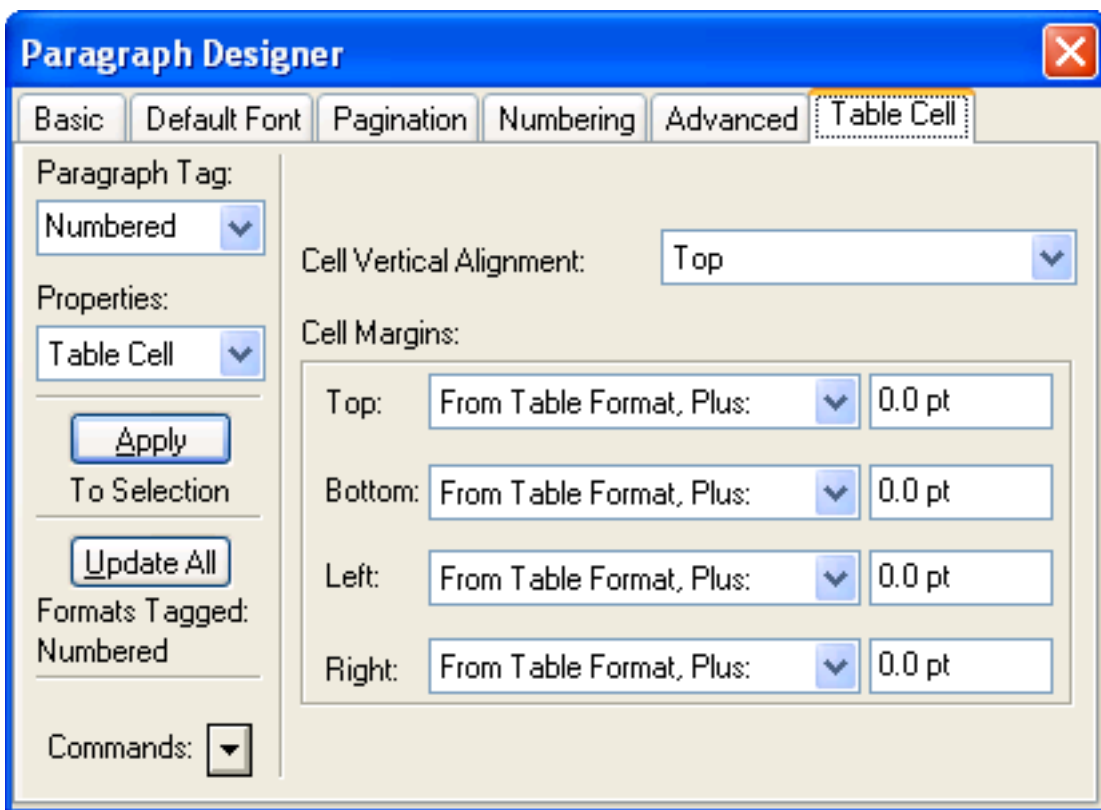 Paragraph Designer
Basic Default Font Pagination Numbering Advanced Table Cell
Paragraph Tag:
Numbered
Properties:
Table Cell
Apply
To Selection
Update All
Formats Tagged:
Numbered
Commands:
Cell Vertical Alignment: Top
Cell Margins:
Top: From Table Format, Plus: 0.0 pt
Bottom: From Table Format, Plus: 0.0 pt
Left: From Table Format, Plus: 0.0 pt
Right: From Table Format, Plus: 0.0 pt